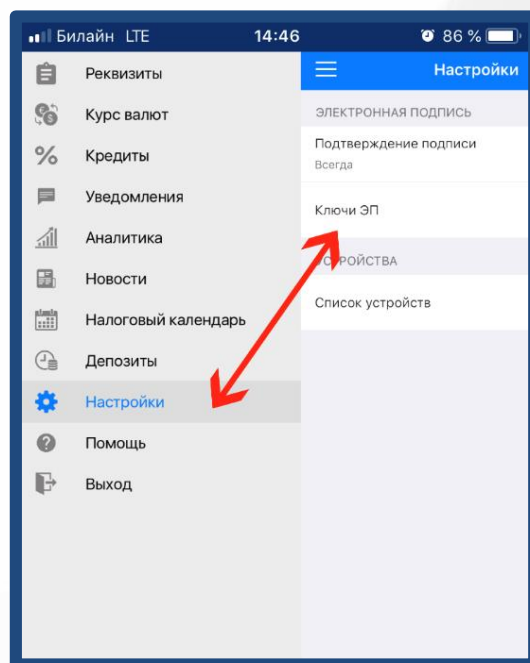 Билайн LTE 14:46 86 %
Реквизиты
Курс валют
Кредиты
Уведомления
Аналитика
Новости
Налоговый календарь
Депозиты
Настройки
Помощь
Выход
Настройки
ЭЛЕКТРОННАЯ ПОДПИСЬ
Подтверждение подписи
Всегда
Ключи ЭП
УСТРОЙСТВА
Список устройств